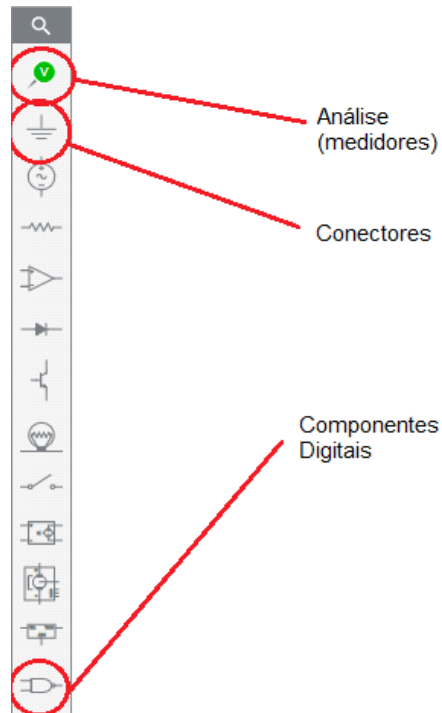 V
Análise
(medidores)
Conectores
Componentes
Digitais